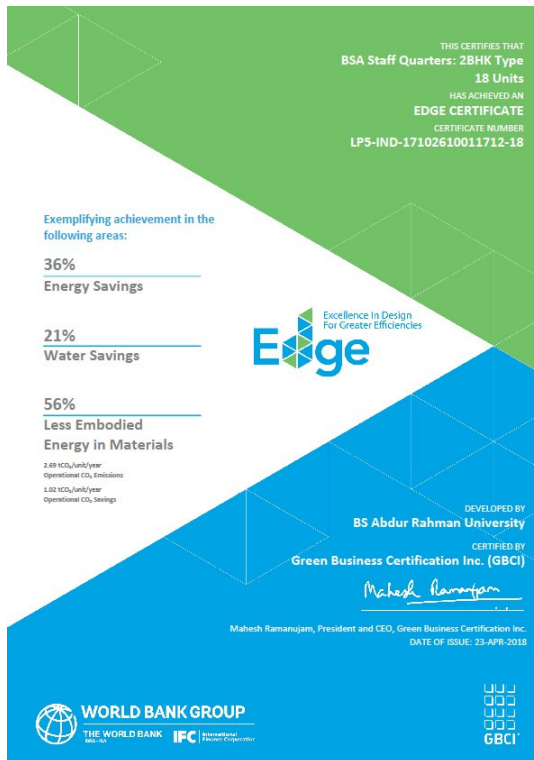 THIS CERTIFIES THAT
BSA Staff Quarters: 2BHK Type
18 Units
HAS ACHIEVED AN
EDGE CERTIFICATE
CERTIFICATE NUMBER
LP5-IND-17102610011712-18
Exemplifying achievement in the
following areas:
36%
Energy Savings
21%
Water Savings
56%
Less Embodied
Energy in Materials
2.69 tCO₂/unit/year
Operational CO₂ Emissions
1.02 tCO₂/unit/year
Operational CO₂ Savings
Edge
Excellence In Design
For Greater Efficiencies
DEVELOPED BY
BS Abdur Rahman University
CERTIFIED BY
Green Business Certification Inc. (GBCI)
Mahesh Ramanujam
Mahesh Ramanujam, President and CEO, Green Business Certification Inc.
DATE OF ISSUE: 23-APR-2018
WORLD BANK GROUP
THE WORLD BANK
IBRD • IDA
IFC
International
Finance Corporation
GBCI